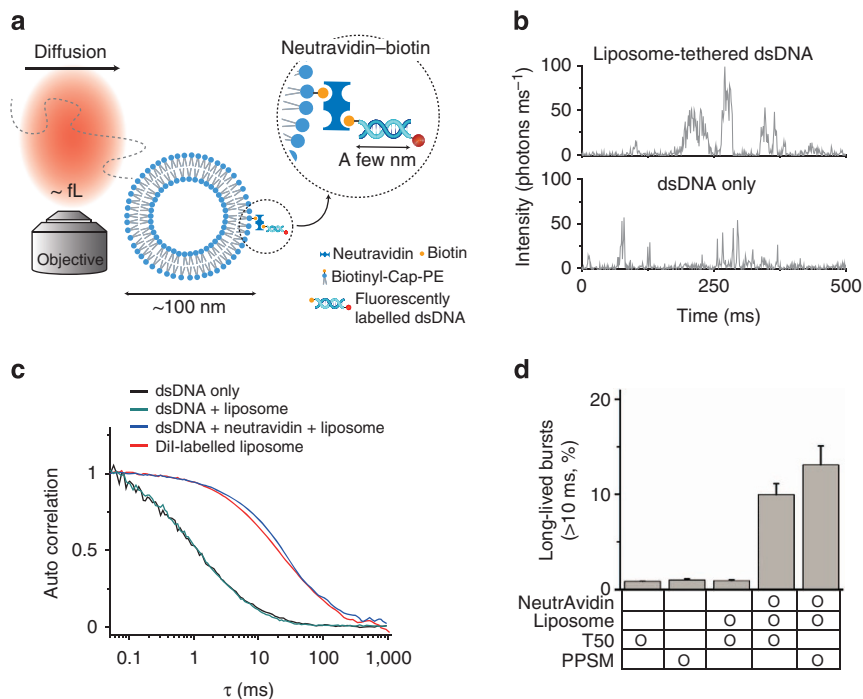 a
Diffusion
~ fL
Objective
~100 nm
Neutravidin–biotin
A few nm
Neutravidin
Biotin
Biotinyl-Cap-PE
Fluorescently
labelled dsDNA
b
Liposome-tethered dsDNA
100
50
0
dsDNA only
100
50
0
0
250
500
Intensity (photons ms⁻¹)
Time (ms)
c
dsDNA only
dsDNA + liposome
dsDNA + neutravidin + liposome
Dil-labelled liposome
1
0.5
0
Auto correlation
0.1
1
10
100
1,000
τ (ms)
d
20
10
0
Long-lived bursts
(>10 ms, %)
NeutrAvidin O O
Liposome O O O
T50 O O O
PPSM O O